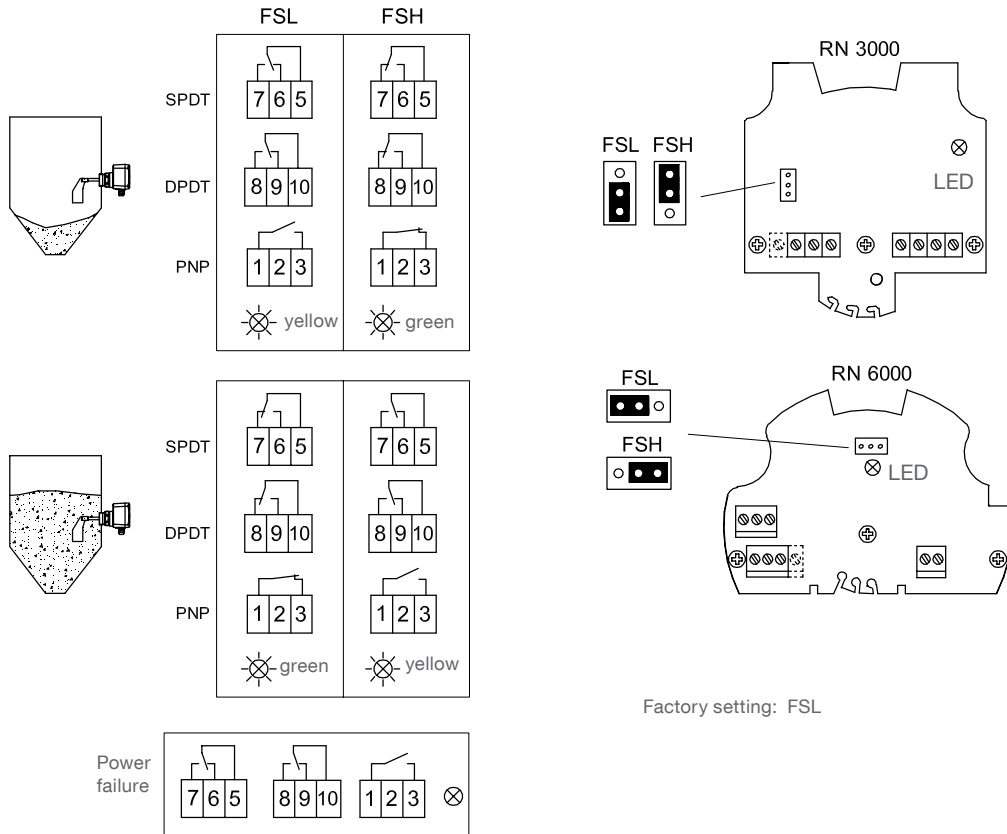 FSL FSH
SPDT
7 6 5 7 6 5
DPDT
8 9 10 8 9 10
PNP
1 2 3 1 2 3
yellow green
SPDT
7 6 5 7 6 5
DPDT
8 9 10 8 9 10
PNP
1 2 3 1 2 3
green yellow
Power
failure
7 6 5 8 9 10 1 2 3
RN 3000
FSL FSH
LED
RN 6000
FSL
FSH
LED
Factory setting: FSL